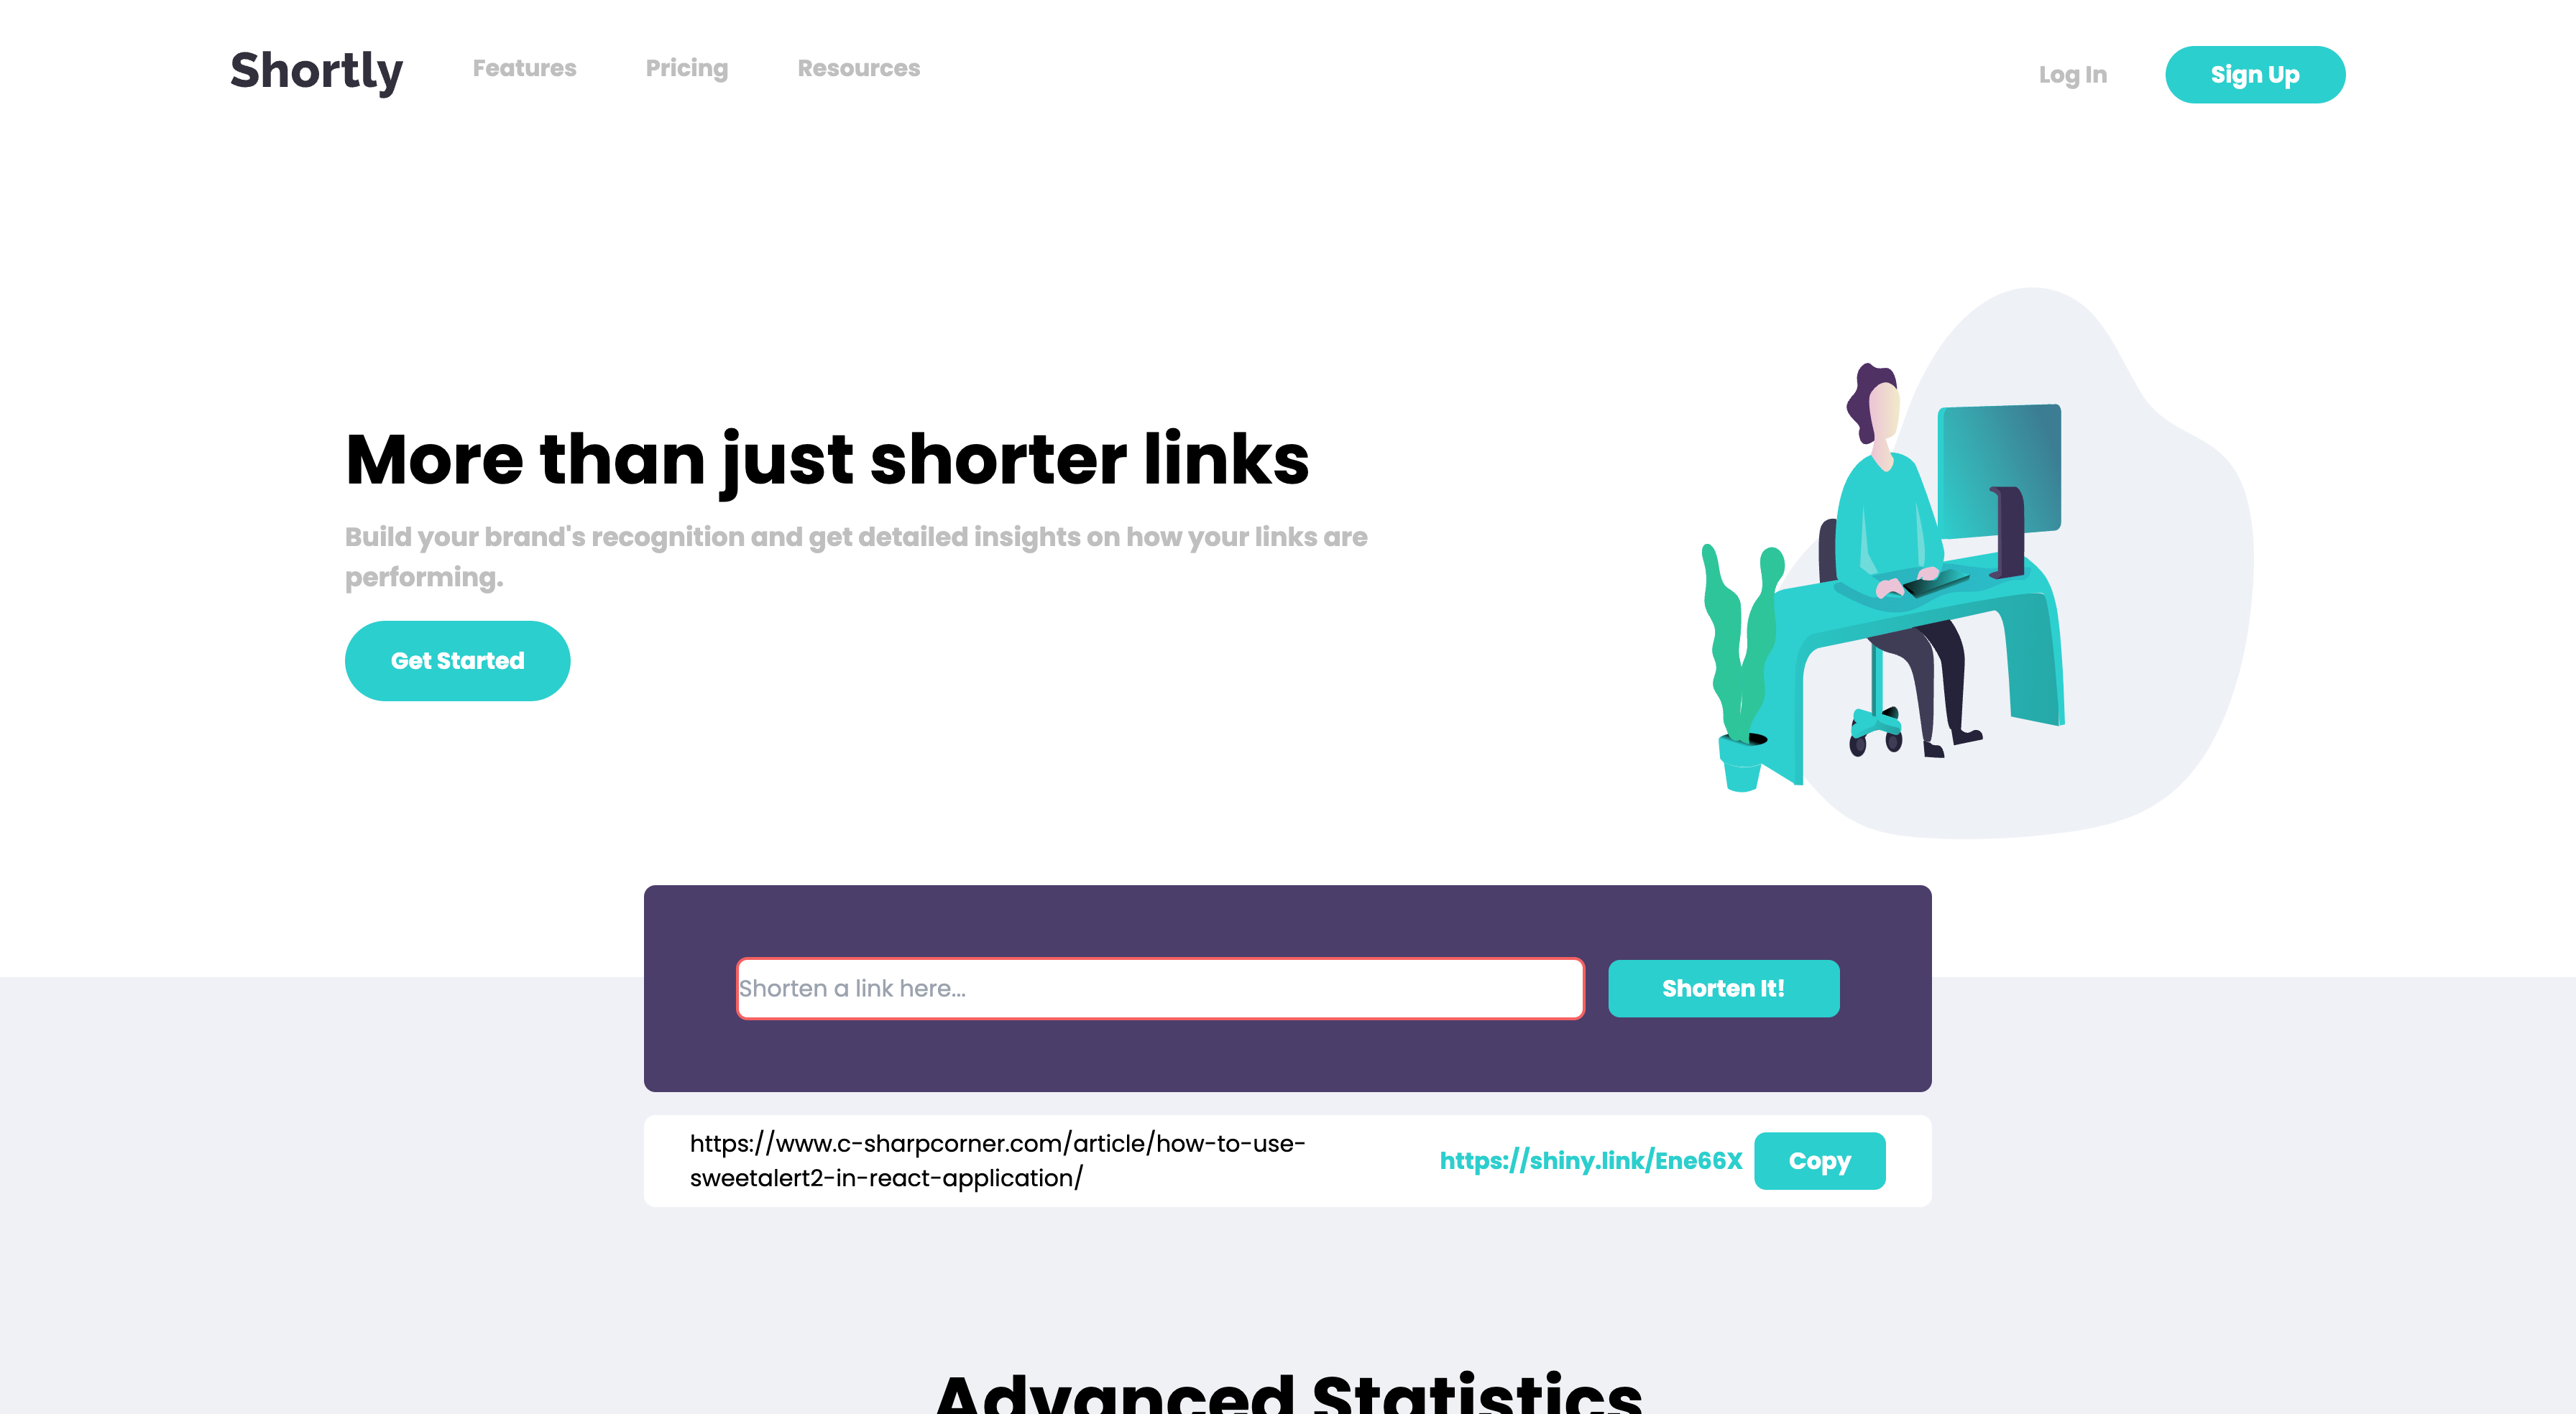 Shortly
Features
Pricing
Resources
Log In
Sign Up
More than just shorter links
Build your brand's recognition and get detailed insights on how your links are
performing.
Get Started
Shorten a link here...
Shorten It!
https://www.c-sharpcorner.com/article/how-to-use-
sweetalert2-in-react-application/
https://shiny.link/Ene66X
Copy
Advanced Statistics